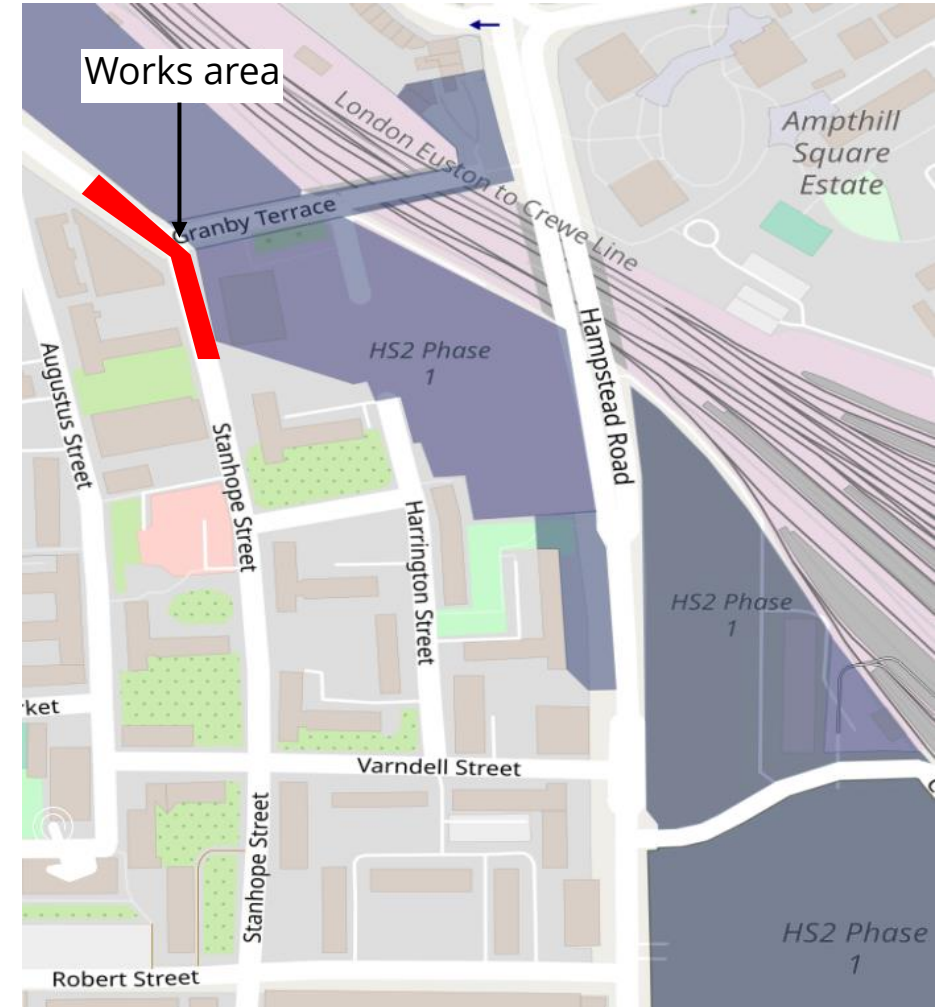 Works area
London Euston to Crewe Line
Ampthill
Square
Estate
Granby Terrace
HS2 Phase
1
Hampstead Road
Augustus Street
Stanhope Street
Harrington Street
HS2 Phase
1
ket
Varndell Street
Stanhope Street
HS2 Phase
1
Robert Street